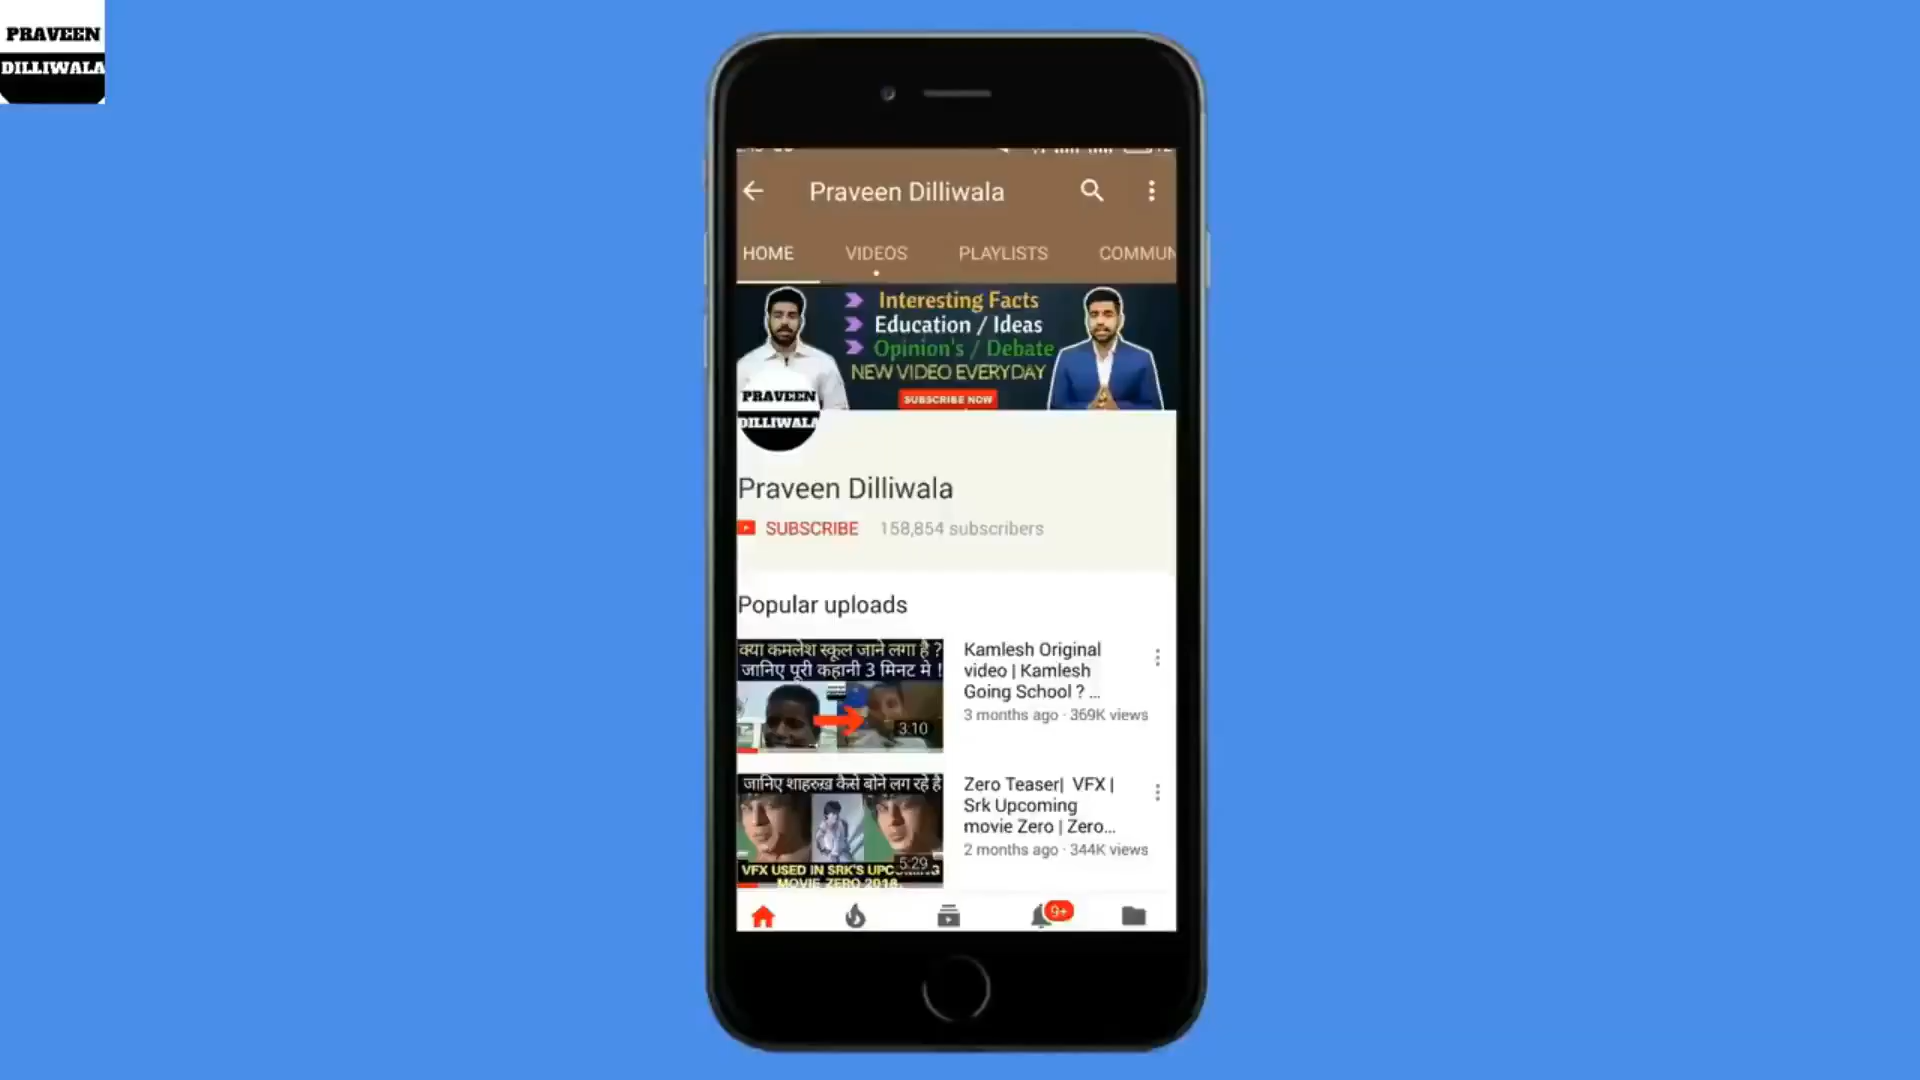 PRAVEEN
DILLIWALA
Praveen Dilliwala
HOME VIDEOS PLAYLISTS COMMUN
Interesting Facts
Education / Ideas
Opinion's / Debate
NEW VIDEO EVERYDAY
SUBSCRIBE NOW
PRAVEEN
DILLIWALA
Praveen Dilliwala
SUBSCRIBE 158,854 subscribers
Popular uploads
क्या कमलेश स्कूल जाने लगा है ?
जानिए पूरी कहानी 3 मिनट मे !
3:10
Kamlesh Original
video | Kamlesh
Going School ? ...
3 months ago · 369K views
जानिए शाहरुख़ कैसे बोने लग रहे है
5:29
VFX USED IN SRK'S
MOVIE ZERO 2018
Zero Teaser| VFX |
Srk Upcoming
movie Zero | Zero...
2 months ago · 344K views
9+